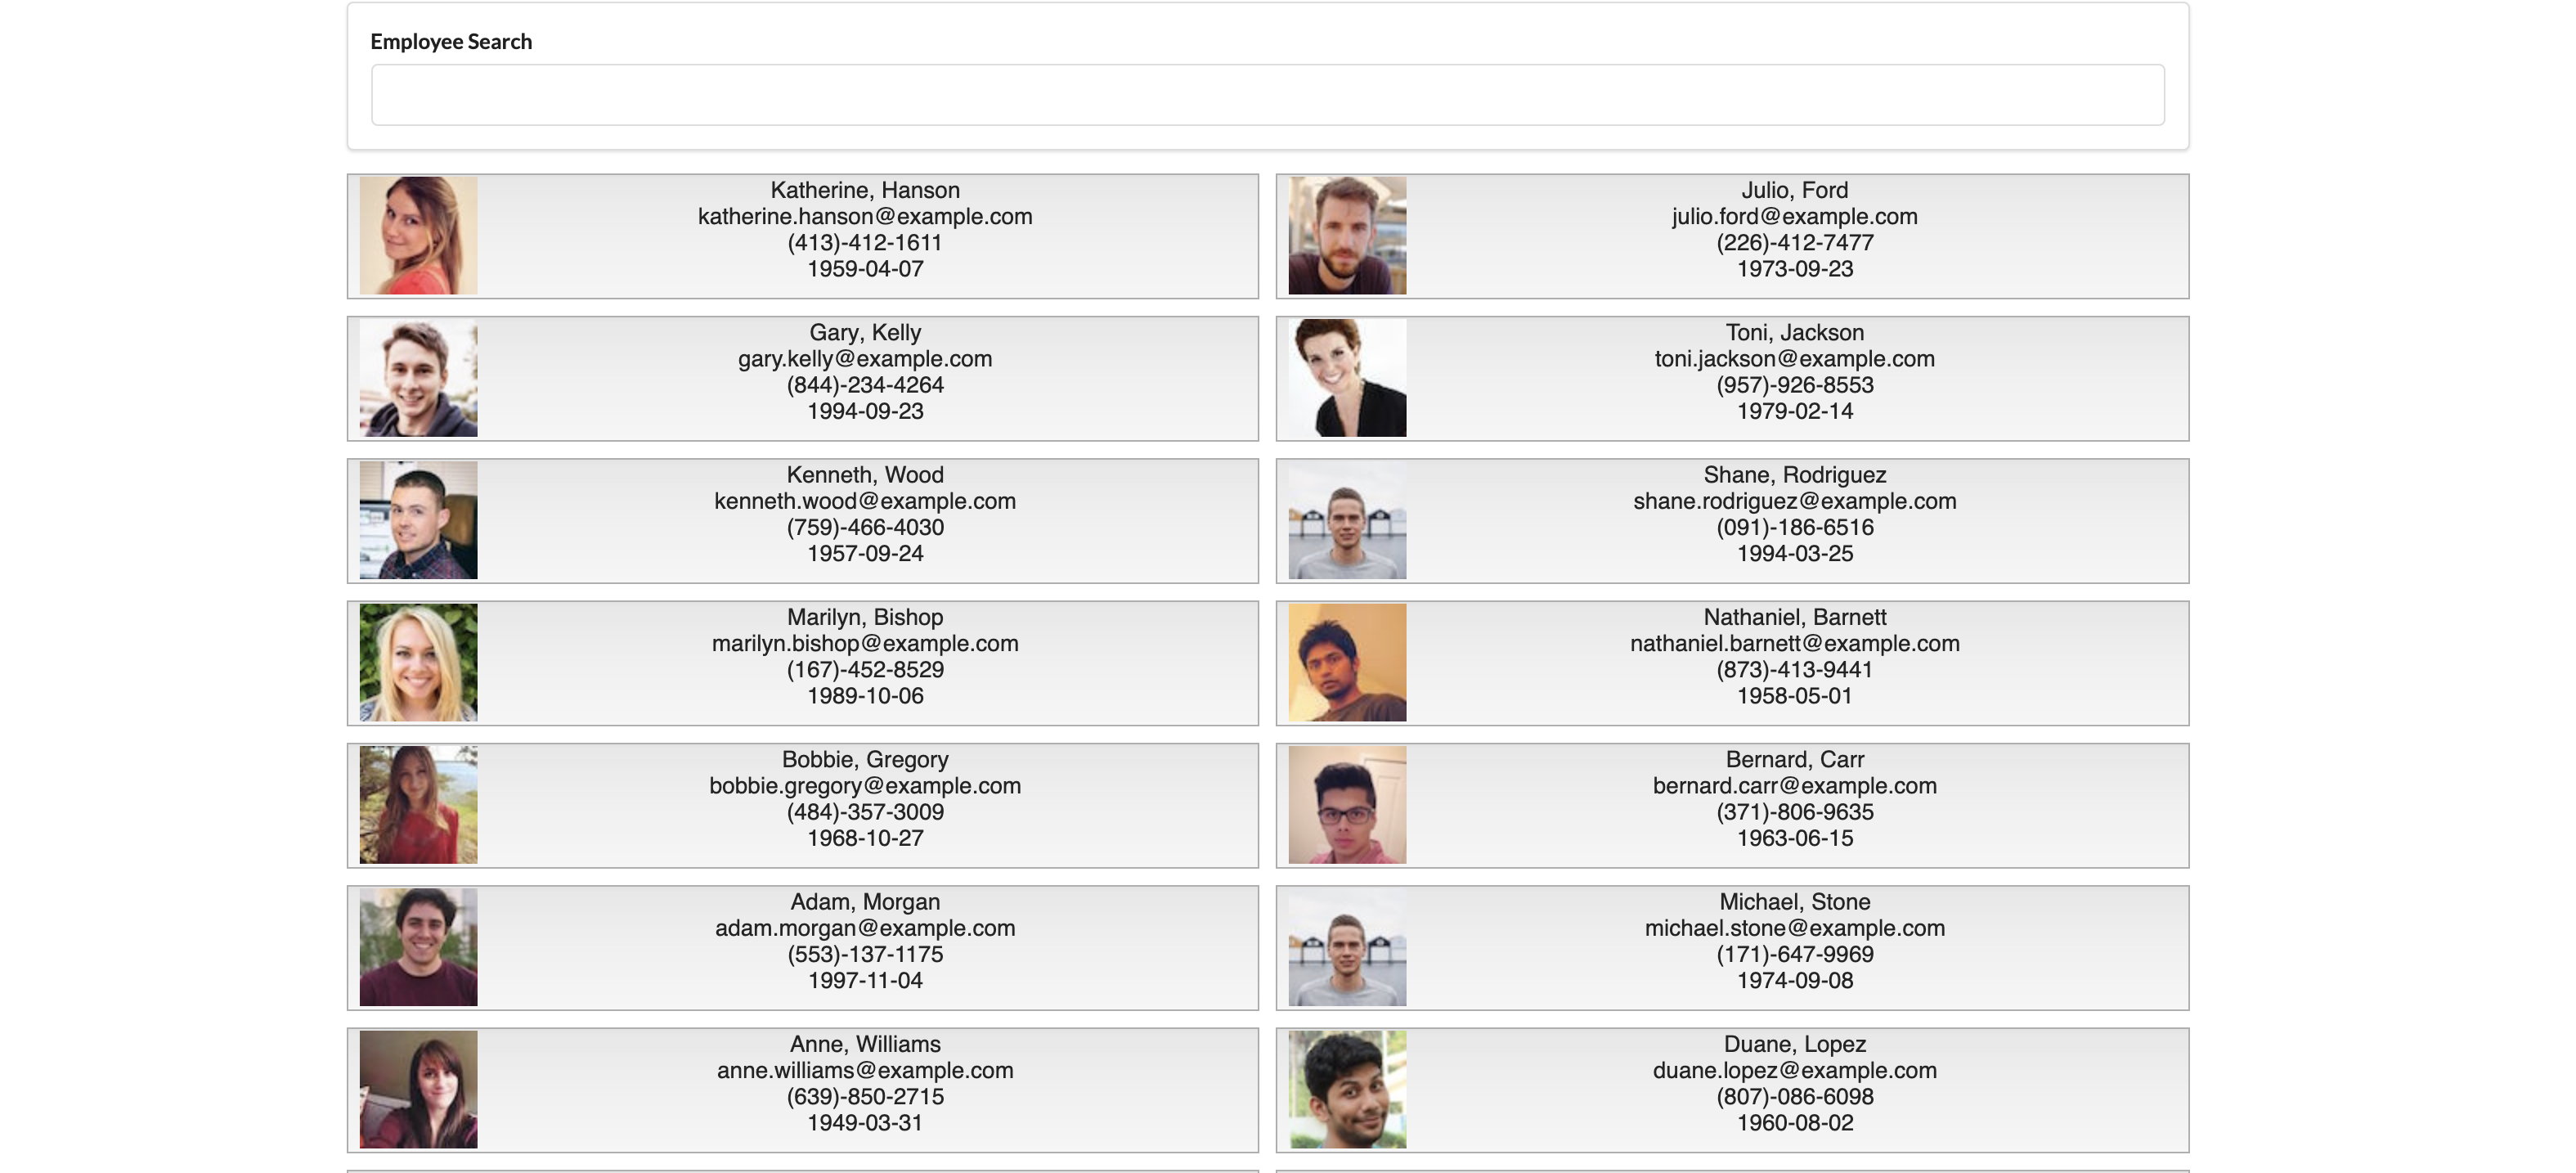 Employee Search
Katherine, Hanson
katherine.hanson@example.com
(413)-412-1611
1959-04-07
Julio, Ford
julio.ford@example.com
(226)-412-7477
1973-09-23
Gary, Kelly
gary.kelly@example.com
(844)-234-4264
1994-09-23
Toni, Jackson
toni.jackson@example.com
(957)-926-8553
1979-02-14
Kenneth, Wood
kenneth.wood@example.com
(759)-466-4030
1957-09-24
Shane, Rodriguez
shane.rodriguez@example.com
(091)-186-6516
1994-03-25
Marilyn, Bishop
marilyn.bishop@example.com
(167)-452-8529
1989-10-06
Nathaniel, Barnett
nathaniel.barnett@example.com
(873)-413-9441
1958-05-01
Bobbie, Gregory
bobbie.gregory@example.com
(484)-357-3009
1968-10-27
Bernard, Carr
bernard.carr@example.com
(371)-806-9635
1963-06-15
Adam, Morgan
adam.morgan@example.com
(553)-137-1175
1997-11-04
Michael, Stone
michael.stone@example.com
(171)-647-9969
1974-09-08
Anne, Williams
anne.williams@example.com
(639)-850-2715
1949-03-31
Duane, Lopez
duane.lopez@example.com
(807)-086-6098
1960-08-02